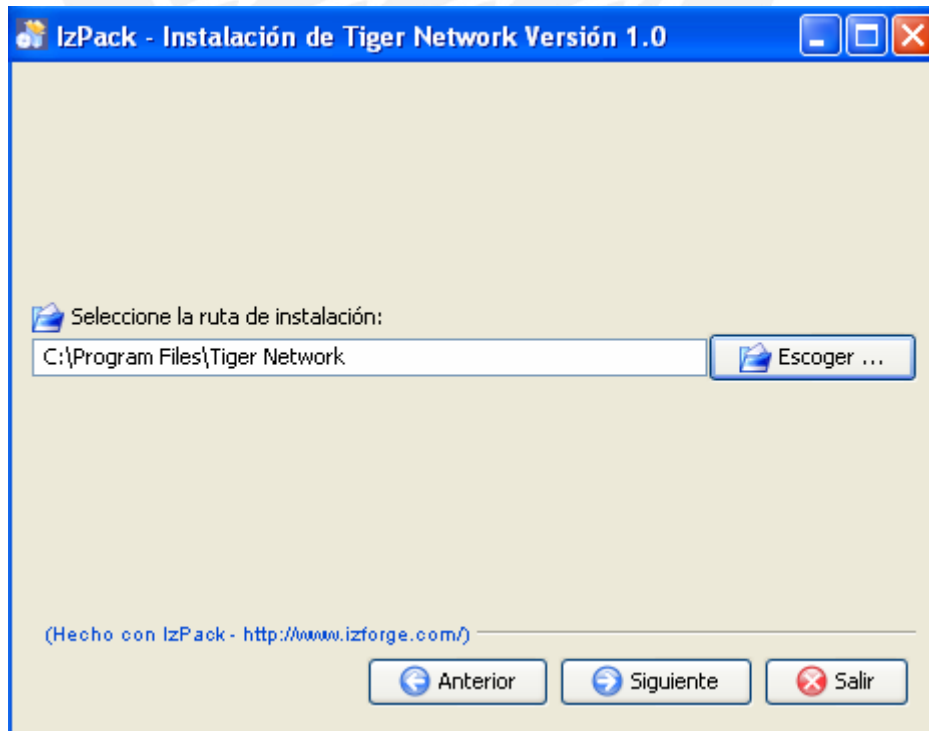 IzPack - Instalación de Tiger Network Versión 1.0
Seleccione la ruta de instalación:
C:\Program Files\Tiger Network
Escoger ...
(Hecho con IzPack - http://www.izforge.com/)
Anterior
Siguiente
Salir